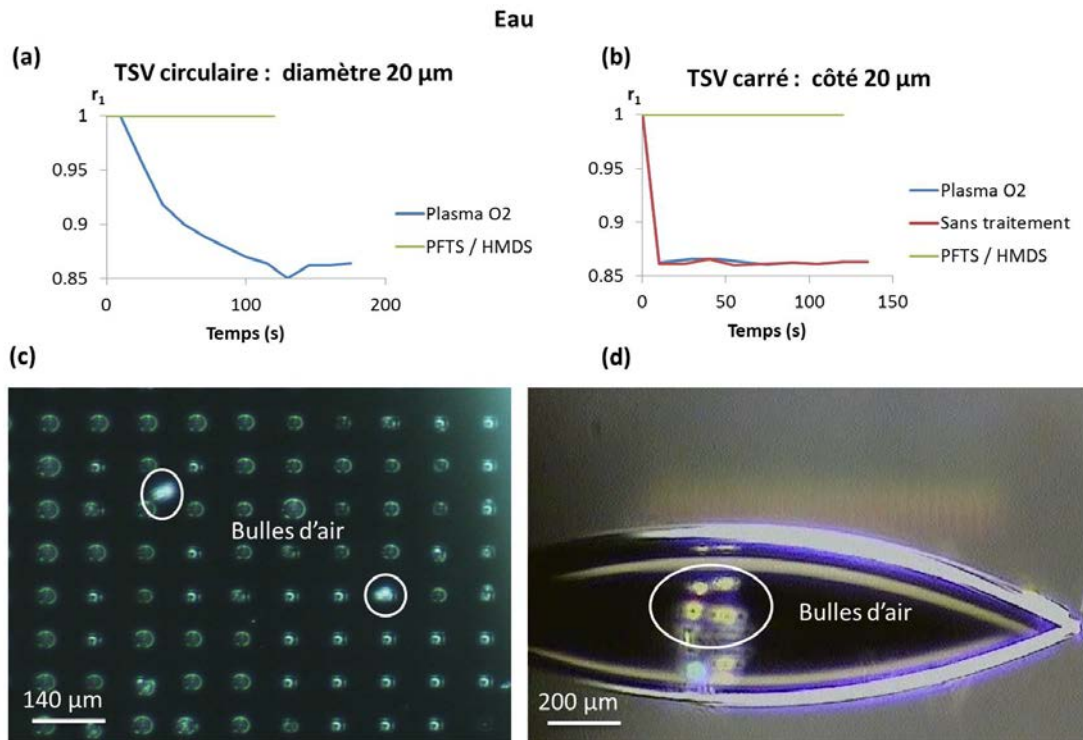 Eau
(a)
TSV circulaire : diamètre 20 µm
r1
1
0.95
0.9
0.85
0
100
200
Temps (s)
Plasma O2
PFTS / HMDS
(b)
TSV carré : côté 20 µm
r1
1
0.95
0.9
0.85
0
50
100
150
Temps (s)
Plasma O2
Sans traitement
PFTS / HMDS
(c)
Bulles d'air
140 µm
(d)
Bulles d'air
200 µm